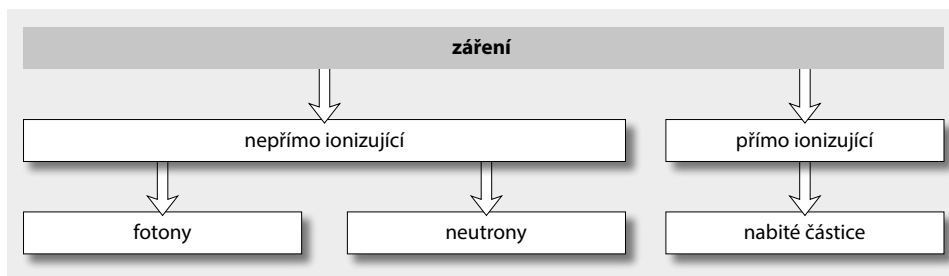 záření
nepřímo ionizující přímo ionizující
fotony neutrony nabité částice